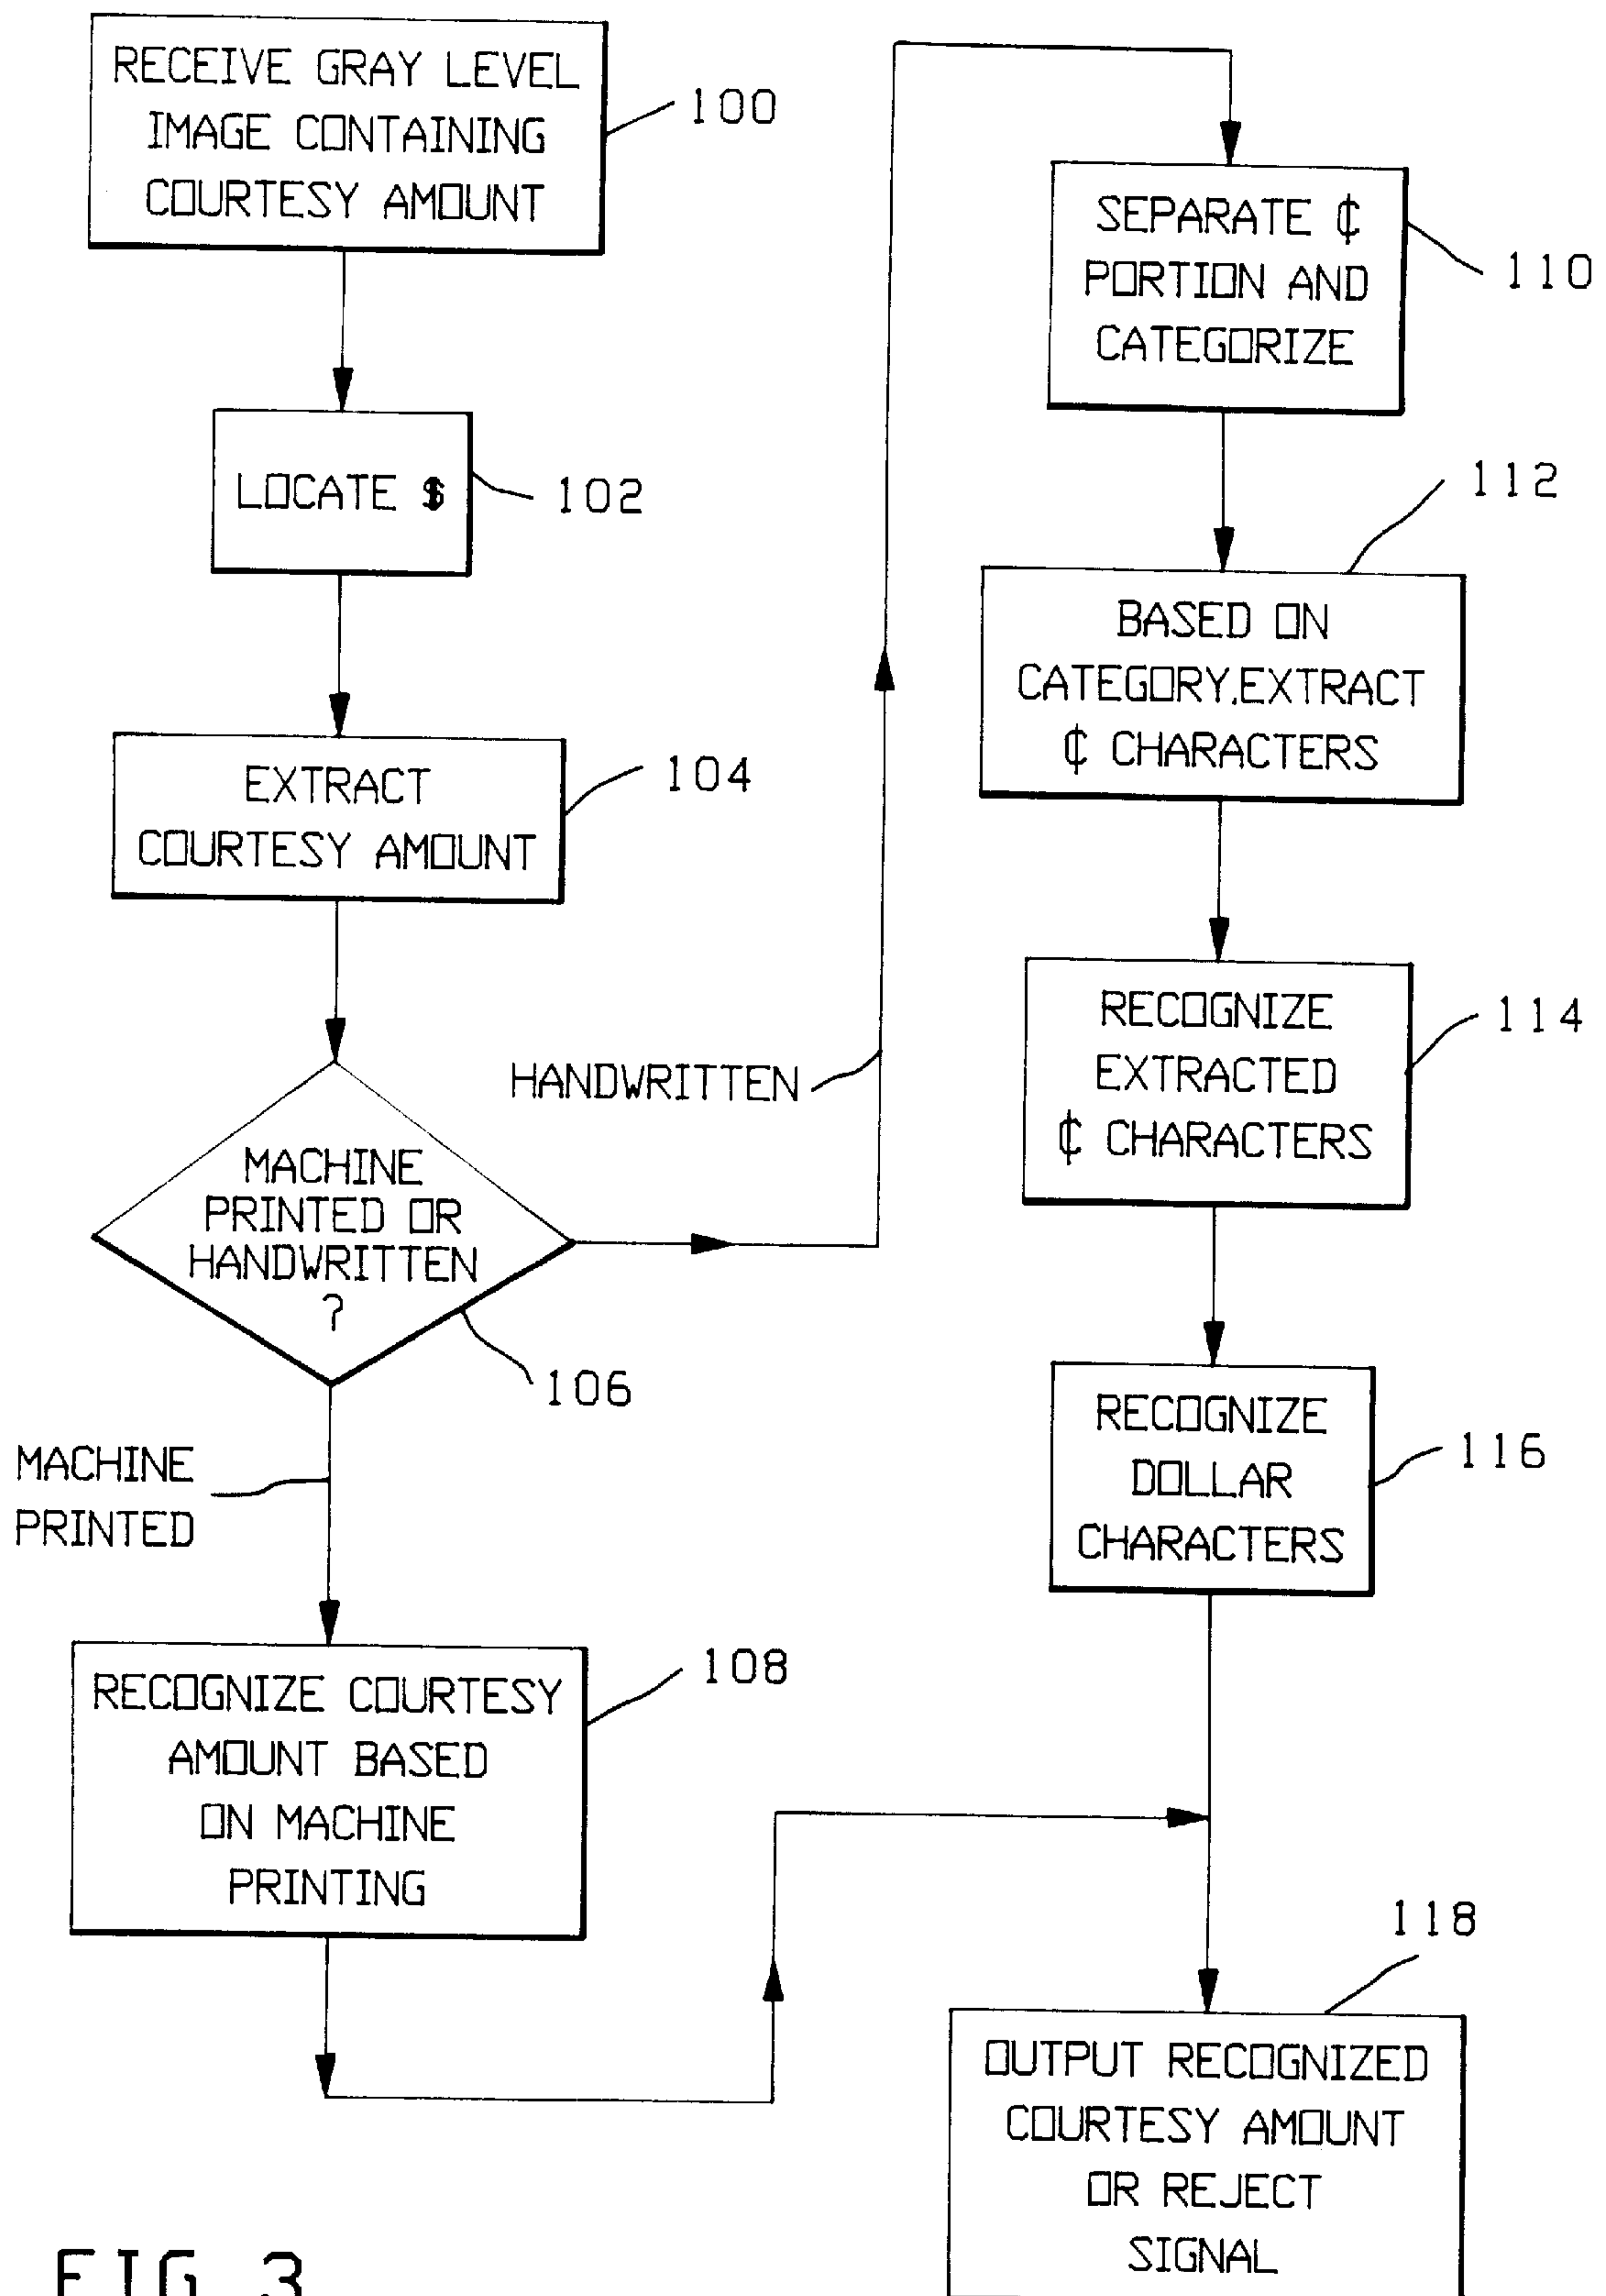 RECEIVE GRAY LEVEL
IMAGE CONTAINING
COURTESY AMOUNT
100
LOCATE $
102
EXTRACT
COURTESY AMOUNT
104
MACHINE
PRINTED OR
HANDWRITTEN
?
106
HANDWRITTEN
MACHINE
PRINTED
RECOGNIZE COURTESY
AMOUNT BASED
ON MACHINE
PRINTING
108
SEPARATE ¢
PORTION AND
CATEGORIZE
110
BASED ON
CATEGORY,EXTRACT
¢ CHARACTERS
112
RECOGNIZE
EXTRACTED
¢ CHARACTERS
114
RECOGNIZE
DOLLAR
CHARACTERS
116
OUTPUT RECOGNIZED
COURTESY AMOUNT
OR REJECT
SIGNAL
118
FIG 3